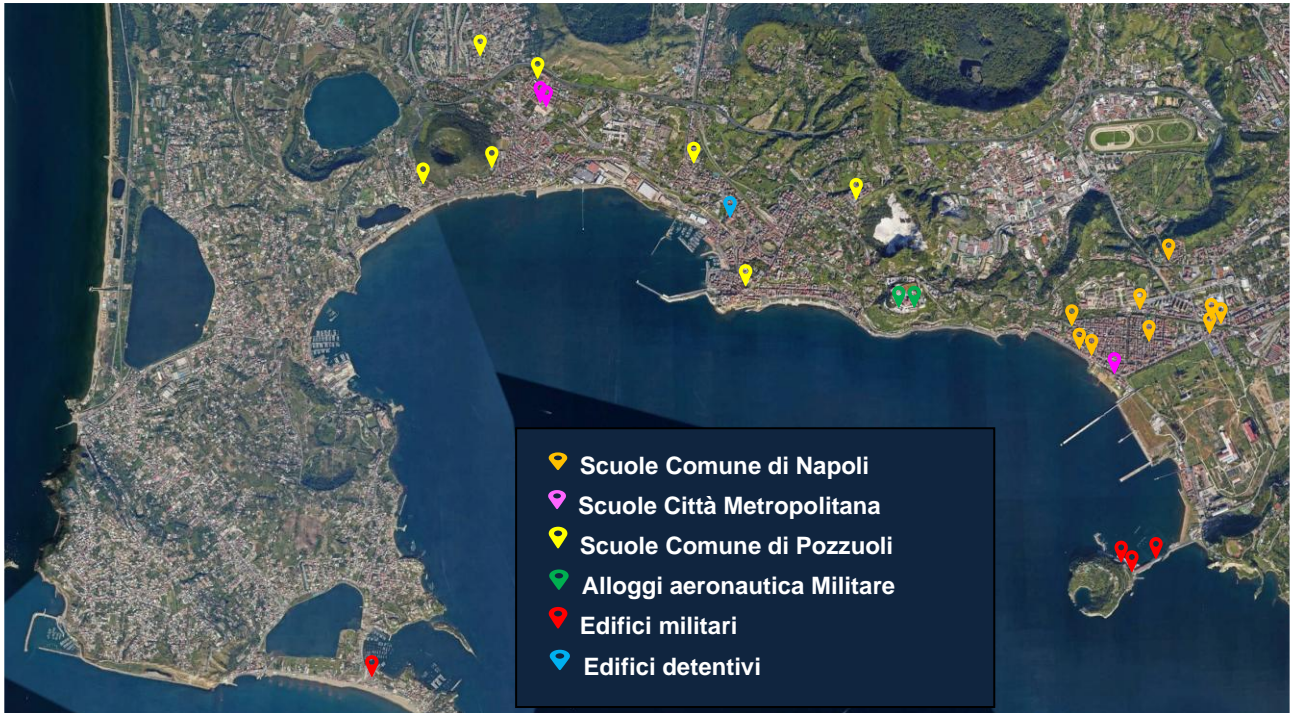 Scuole Comune di Napoli
Scuole Città Metropolitana
Scuole Comune di Pozzuoli
Alloggi aeronautica Militare
Edifici militari
Edifici detentivi